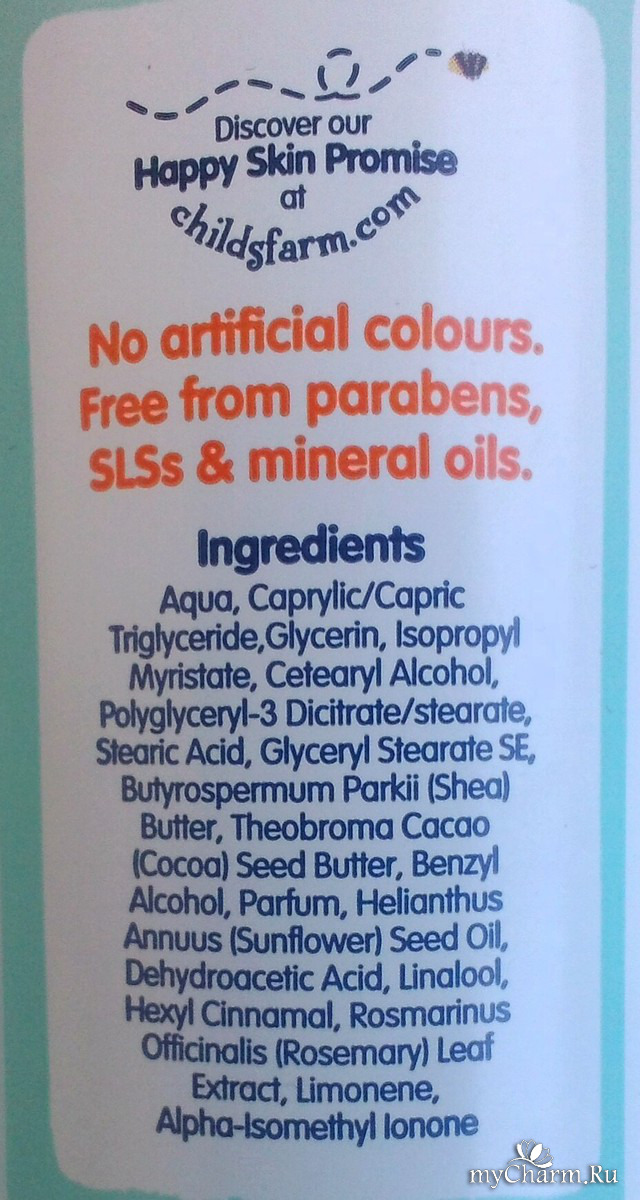 Discover our
Happy Skin Promise
at
childsfarm.com
No artificial colours.
Free from parabens,
SLSs & mineral oils.
Ingredients
Aqua, Caprylic/Capric
Triglyceride,Glycerin, Isopropyl
Myristate, Cetearyl Alcohol,
Polyglyceryl-3 Dicitrate/stearate,
Stearic Acid, Glyceryl Stearate SE,
Butyrospermum Parkii (Shea)
Butter, Theobroma Cacao
(Cocoa) Seed Butter, Benzyl
Alcohol, Parfum, Helianthus
Annuus (Sunflower) Seed Oil,
Dehydroacetic Acid, Linalool,
Hexyl Cinnamal, Rosmarinus
Officinalis (Rosemary) Leaf
Extract, Limonene,
Alpha-Isomethyl Ionone
myCharm.Ru